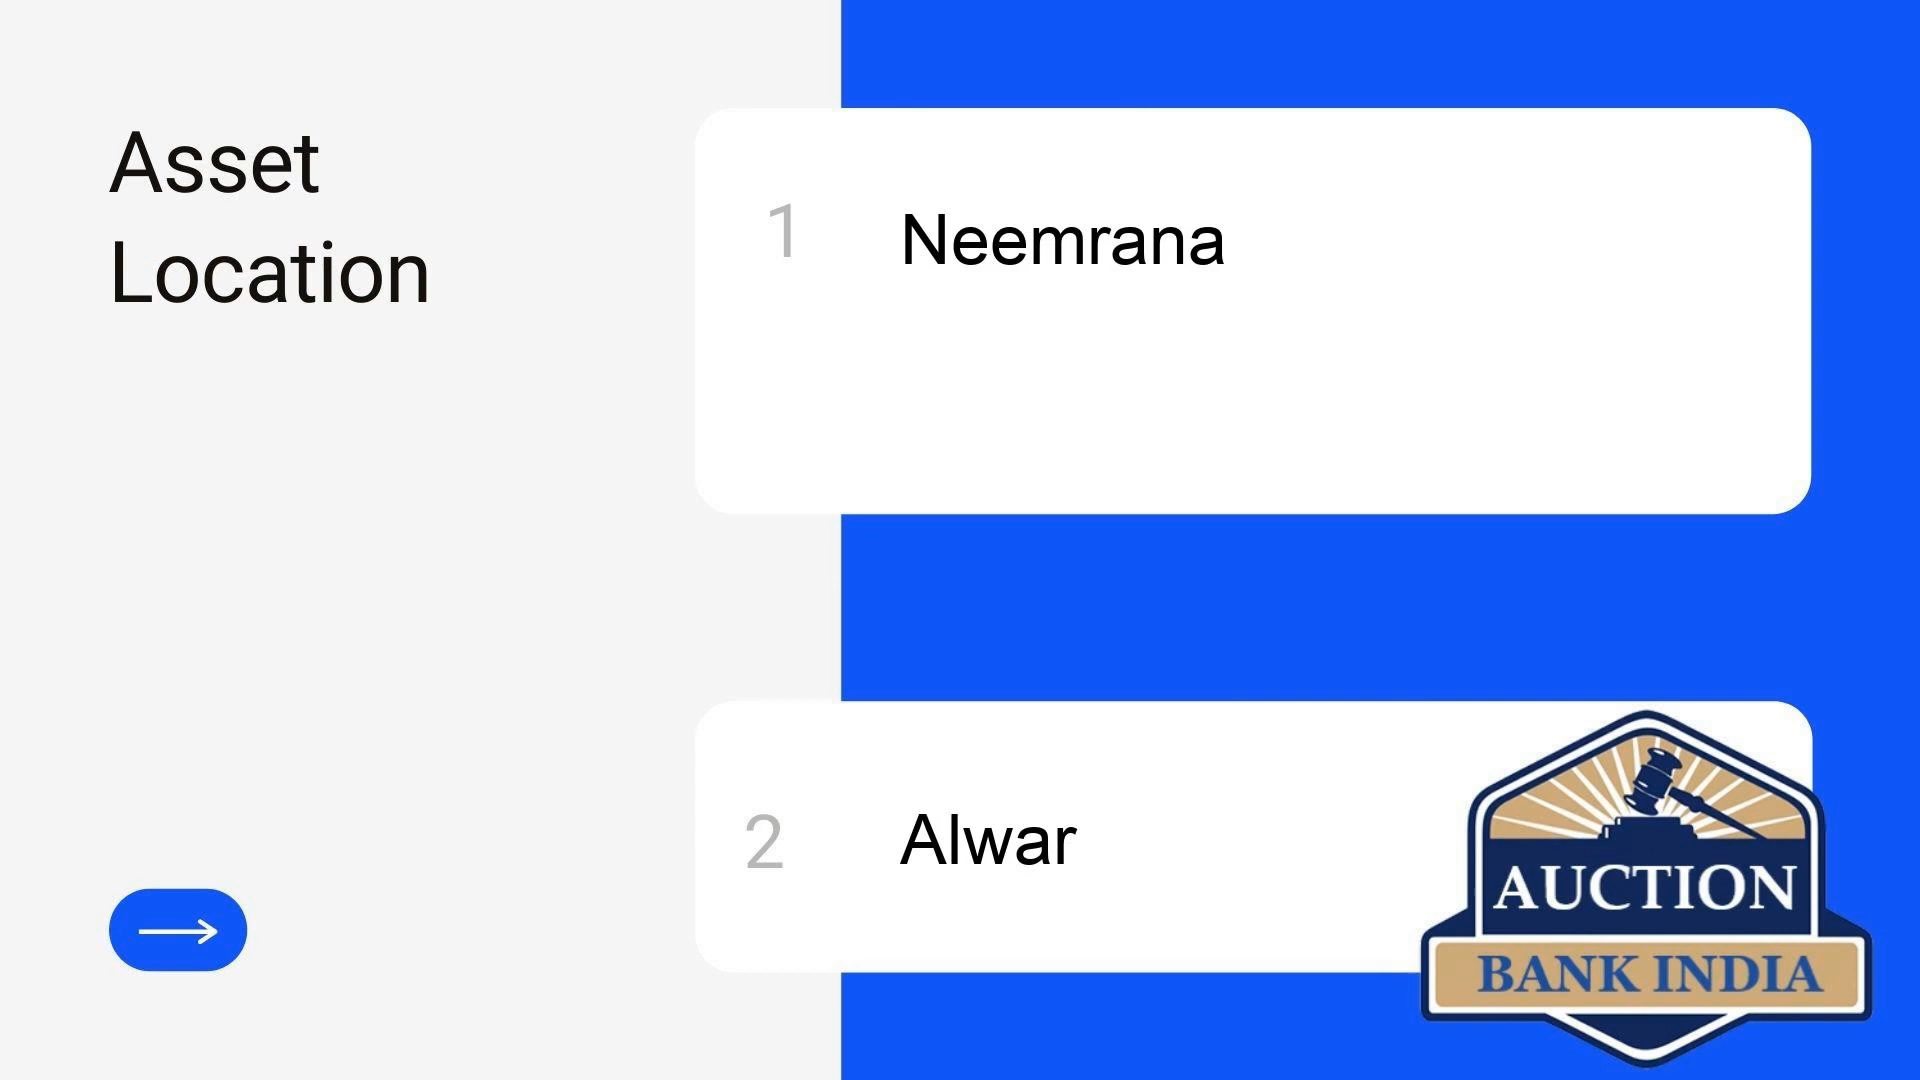 Asset
Location
1
Neemrana
2
Alwar
AUCTION
BANK INDIA